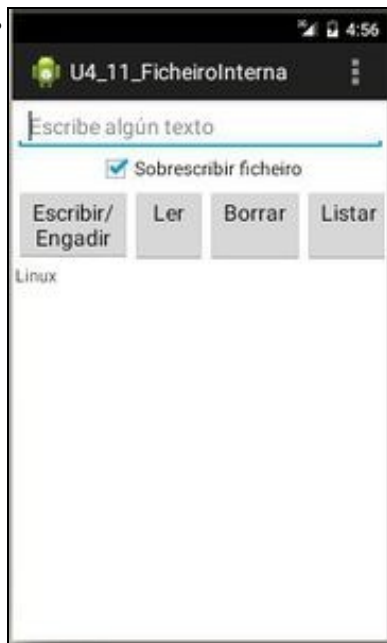 4:56
U4_11_FicheiroInterna
Escribe algún texto
Sobrescribir ficheiro
Escribir/ Ler Borrar Listar
Engadir
Linux